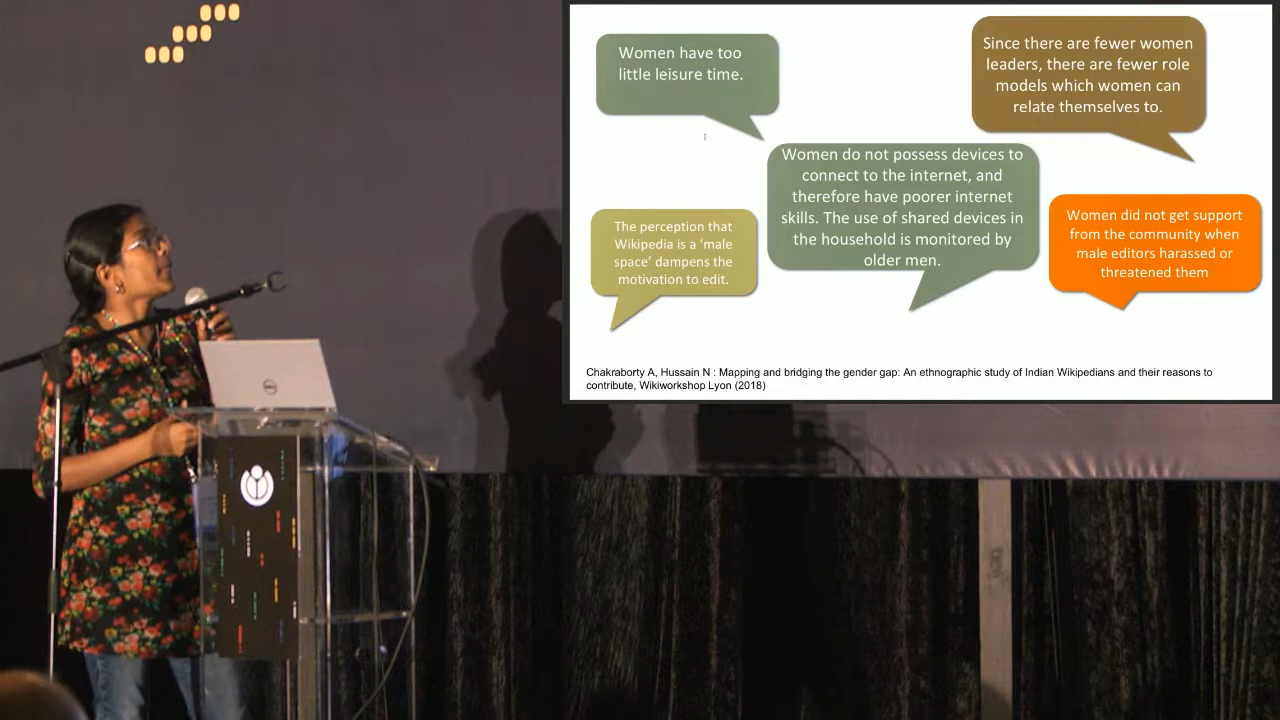 Women have too
little leisure time.
Since there are fewer women
leaders, there are fewer role
models which women can
relate themselves to.
Women do not possess devices to
connect to the internet, and
therefore have poorer internet
skills. The use of shared devices in
the household is monitored by
older men.
The perception that
Wikipedia is a ‘male
space’ dampens the
motivation to edit.
Women did not get support
from the community when
male editors harassed or
threatened them
Chakraborty A, Hussain N : Mapping and bridging the gender gap: An ethnographic study of Indian Wikipedians and their reasons to
contribute, Wikiworkshop Lyon (2018)
DELL